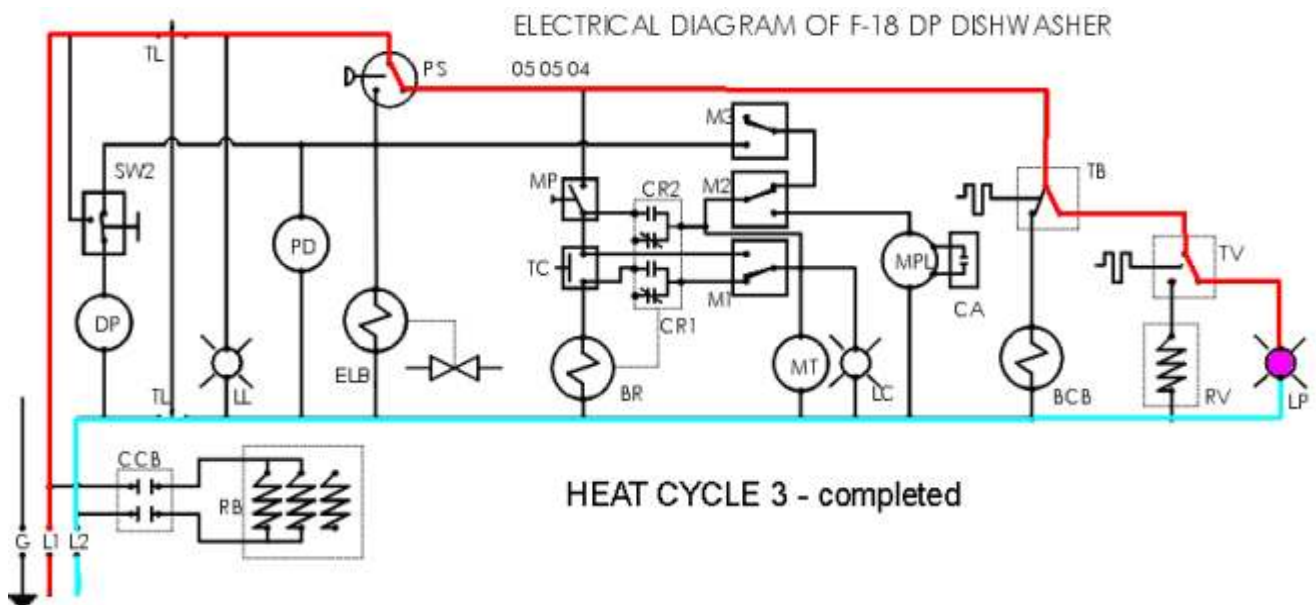 ELECTRICAL DIAGRAM OF F-18 DP DISHWASHER
TL
PS
050504
M3
SW2
MP
CR2
M2
TB
PD
TC
M1
MPL
TV
DP
CR1
CA
ELB
MT
TL
LL
BR
LC
BCB
RV
LP
CCB
RB
HEAT CYCLE 3 - completed
G L1 L2